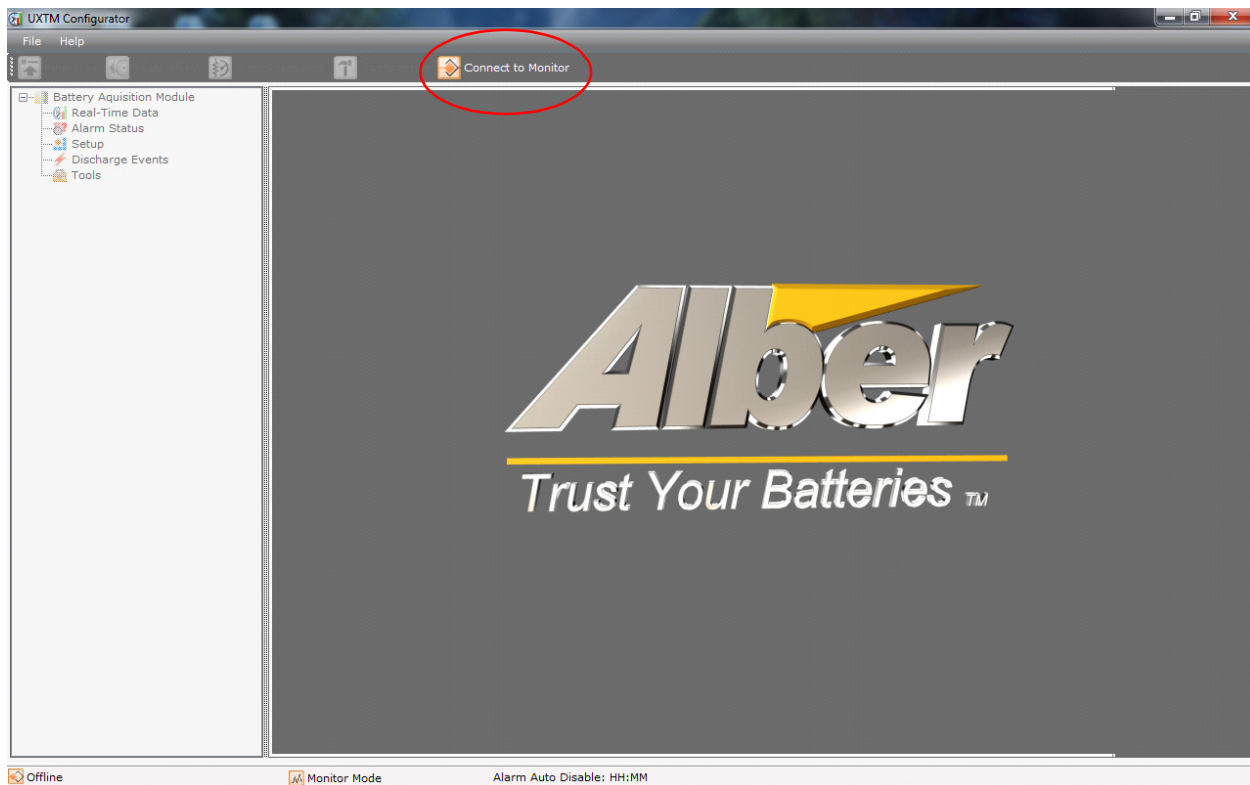 UXTM Configurator
File Help
Connect to Monitor
Battery Aquisition Module
Real-Time Data
Alarm Status
Setup
Discharge Events
Tools
Alber
Trust Your Batteries TM
Offline Monitor Mode Alarm Auto Disable: HH:MM